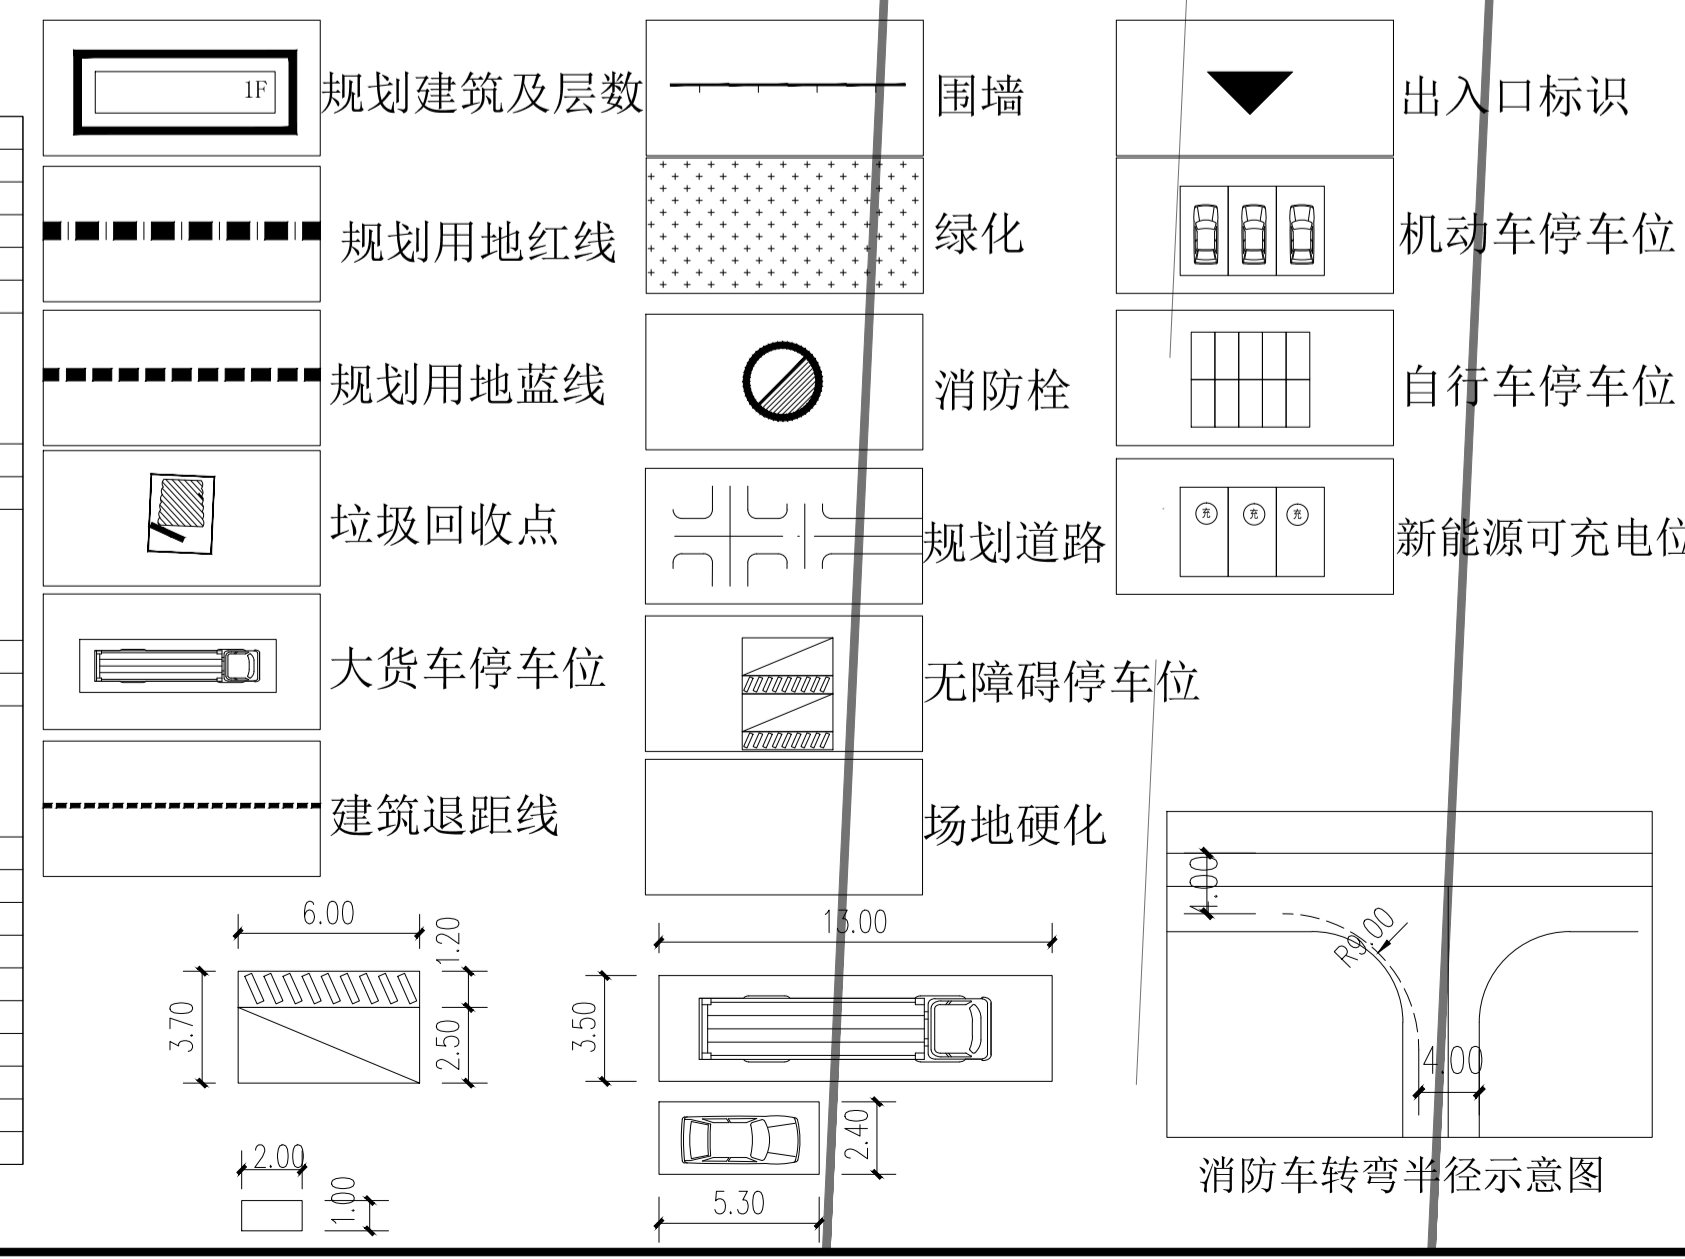 1F
规划建筑及层数
围墙
出入口标识
规划用地红线
绿化
机动车停车位
规划用地蓝线
消防栓
自行车停车位
垃圾回收点
规划道路
充 充 充
新能源可充电位
大货车停车位
无障碍停车位
建筑退距线
场地硬化
6.00
1.20
3.70
2.50
13.00
3.50
2.40
5.30
2.00
1.00
4.00
R9.00
4.00
消防车转弯半径示意图